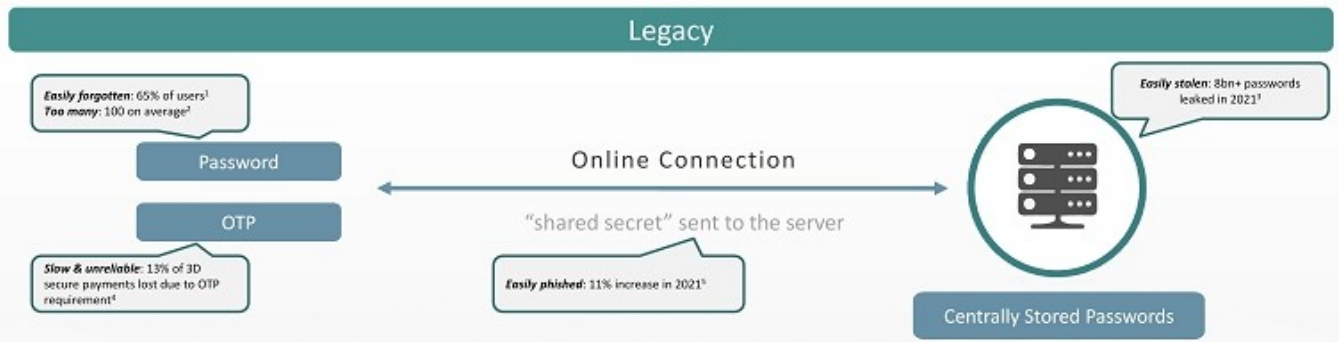 Legacy
Easily forgotten: 65% of users¹
Too many: 100 on average²
Password
OTP
Slow & unreliable: 13% of 3D
secure payments lost due to OTP
requirement⁴
Online Connection
"shared secret" sent to the server
Easily phished: 11% increase in 2021⁵
Easily stolen: 8bn+ passwords
leaked in 2021³
Centrally Stored Passwords